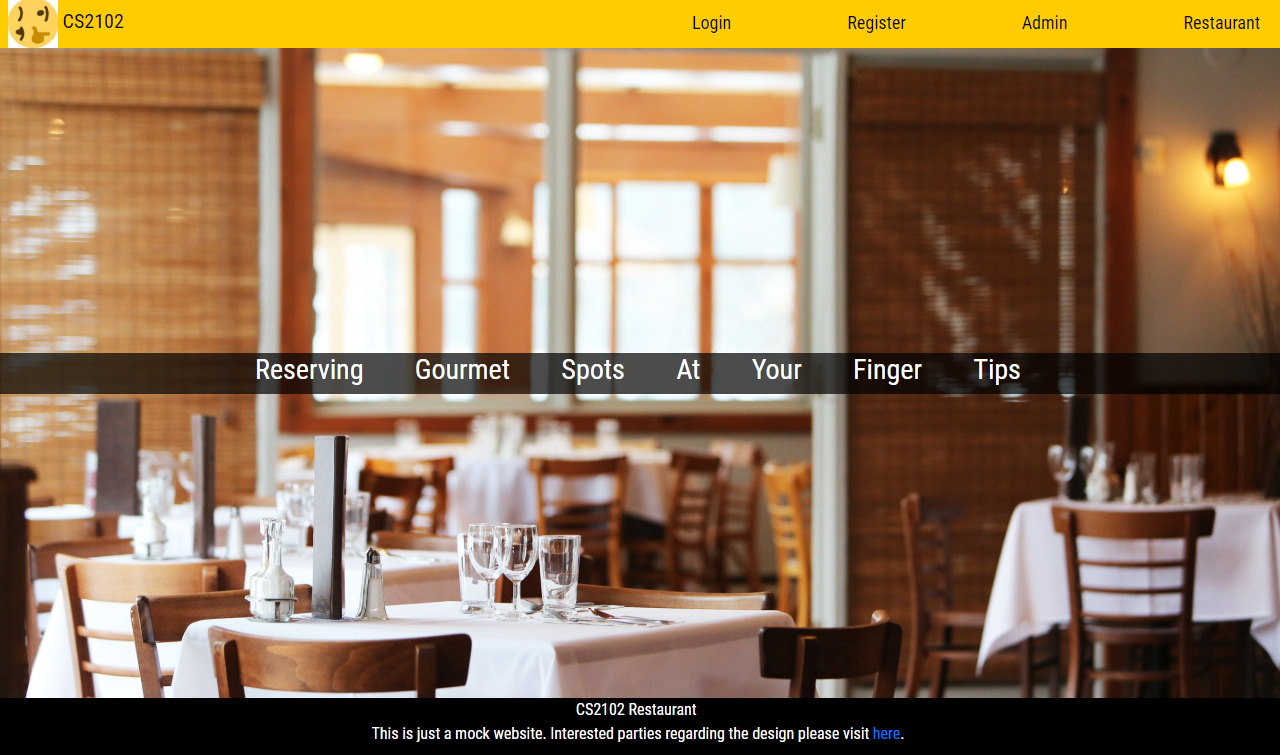 CS2102
Login Register Admin Restaurant
Reserving Gourmet Spots At Your Finger Tips
CS2102 Restaurant
This is just a mock website. Interested parties regarding the design please visit here.